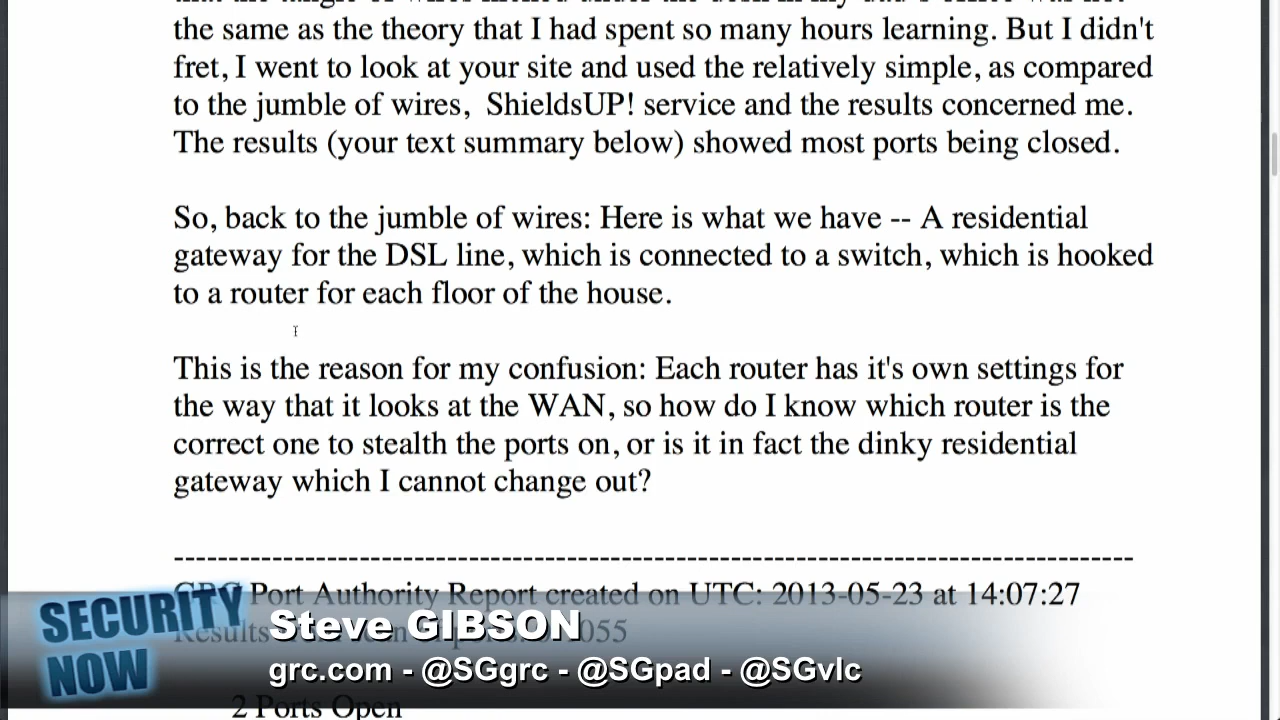 the same as the theory that I had spent so many hours learning. But I didn't
fret, I went to look at your site and used the relatively simple, as compared
to the jumble of wires,  ShieldsUP! service and the results concerned me.
The results (your text summary below) showed most ports being closed.
So, back to the jumble of wires: Here is what we have -- A residential
gateway for the DSL line, which is connected to a switch, which is hooked
to a router for each floor of the house.
This is the reason for my confusion: Each router has it's own settings for
the way that it looks at the WAN, so how do I know which router is the
correct one to stealth the ports on, or is it in fact the dinky residential
gateway which I cannot change out?
----------------------------------------------------------------------
GRC Port Authority Report created on UTC: 2013-05-23 at 14:07:27
Results 055
2 Ports Open
SECURITY
NOW
Steve GIBSON
grc.com - @SGgrc - @SGpad - @SGvlc